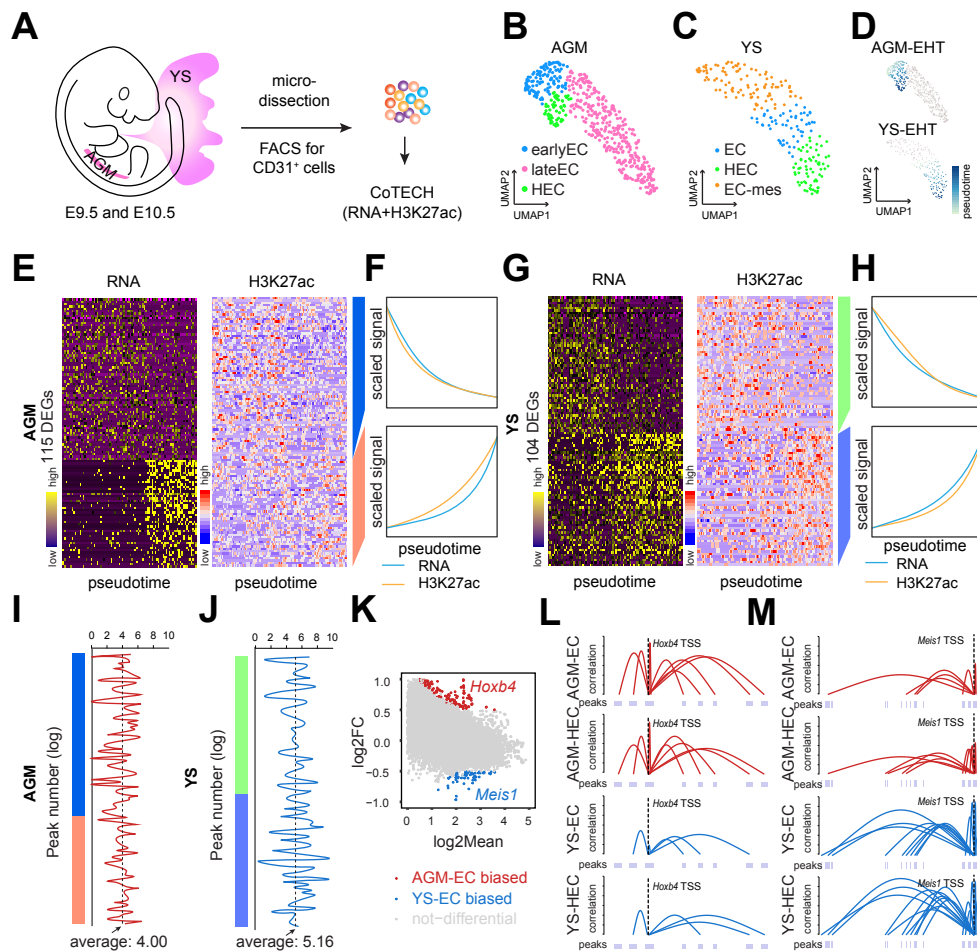 A
YS
AGM
E9.5 and E10.5
micro-
dissection
FACS for
CD31⁺ cells
CoTECH
(RNA+H3K27ac)
B
AGM
earlyEC
lateEC
HEC
UMAP2
UMAP1
C
YS
EC
HEC
EC-mes
UMAP2
UMAP1
D
AGM-EHT
YS-EHT
UMAP2
UMAP1
pseudotime
E
RNA
H3K27ac
AGM
115 DEGs
high
low
high
low
pseudotime
pseudotime
F
scaled signal
scaled signal
pseudotime
RNA
H3K27ac
G
RNA
H3K27ac
YS
104 DEGs
high
low
high
low
pseudotime
pseudotime
H
scaled signal
scaled signal
pseudotime
RNA
H3K27ac
I
0 2 4 6 8 10
AGM
Peak number (log)
average: 4.00
J
0 2 4 6 8 10
YS
Peak number (log)
average: 5.16
K
1.0
0.5
0.0
−0.5
−1.0
log2FC
Hoxb4
Meis1
0 1 2 3 4 5
log2Mean
AGM-EC biased
YS-EC biased
not-differential
L
AGM-EC
correlation
Hoxb4 TSS
peaks
AGM-HEC
correlation
Hoxb4 TSS
peaks
YS-EC
correlation
Hoxb4 TSS
peaks
YS-HEC
correlation
Hoxb4 TSS
peaks
M
AGM-EC
correlation
Meis1 TSS
peaks
AGM-HEC
correlation
Meis1 TSS
peaks
YS-EC
correlation
Meis1 TSS
peaks
YS-HEC
correlation
Meis1 TSS
peaks